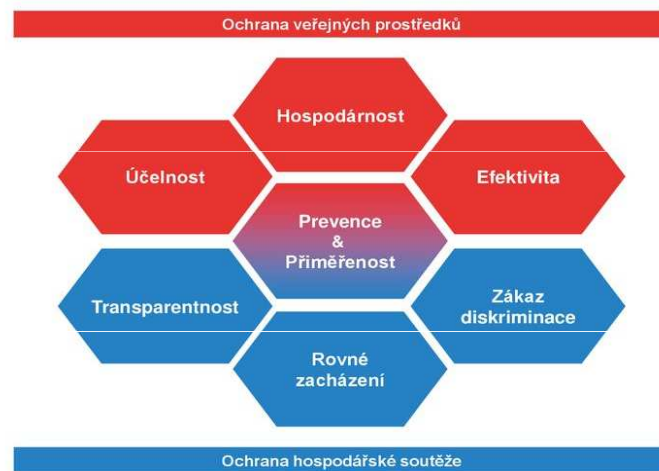 Ochrana veřejných prostředků
Hospodárnost
Účelnost
Efektivita
Prevence
&
Přiměřenost
Transparentnost
Zákaz
diskriminace
Rovné
zacházení
Ochrana hospodářské soutěže